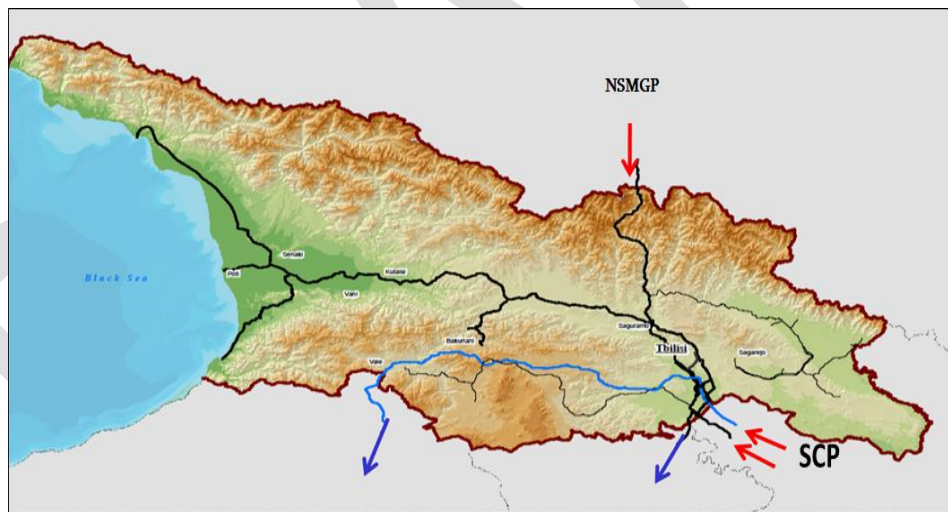 NSMGP
Senaki
Poti
Kutaisi
Black Sea
Vani
Saguramo
Bakuriani
Tbilisi
Vale
Sagarejo
SCP